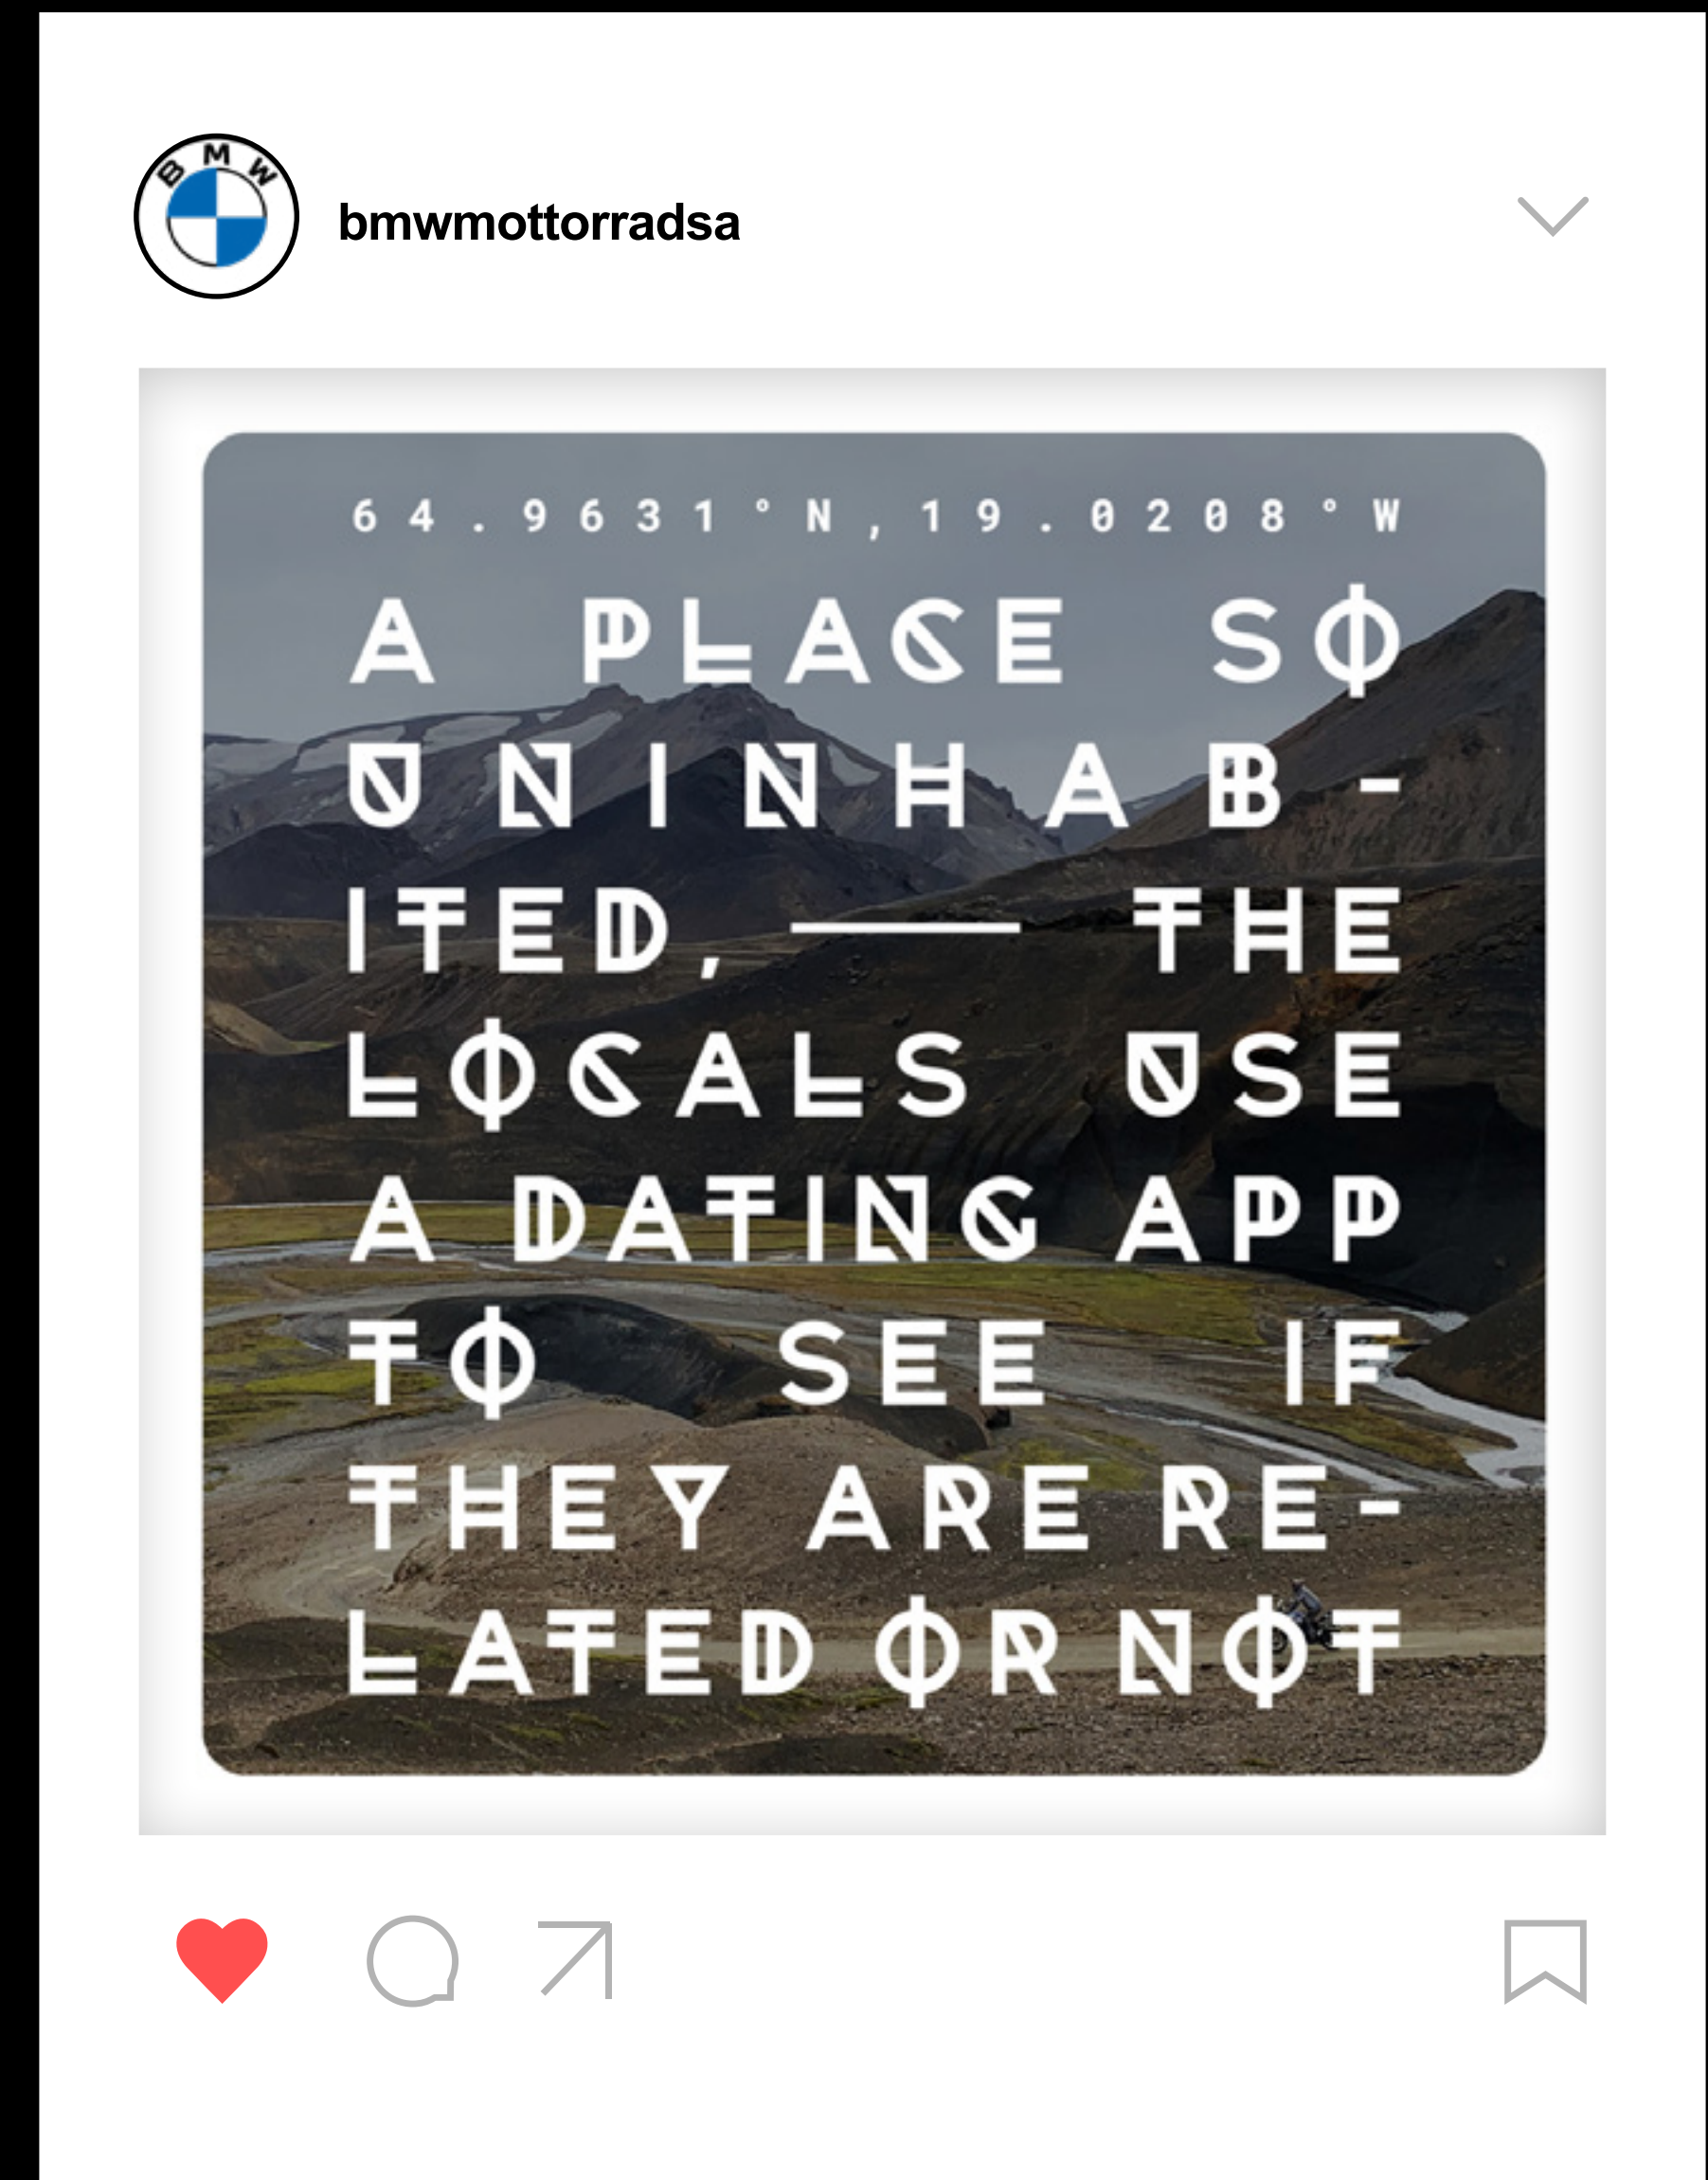 BMW
bmwmottorradsa
64.9631°N,19.0208°W
A PLACE SO
UNINHAB-
ITED, — THE
LOCALS USE
A DATING APP
TO SEE IF
THEY ARE RE-
LATED OR NOT